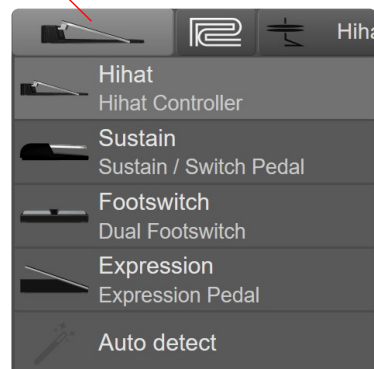 Hiha
Hihat
Hihat Controller
Sustain
Sustain / Switch Pedal
Footswitch
Dual Footswitch
Expression
Expression Pedal
Auto detect